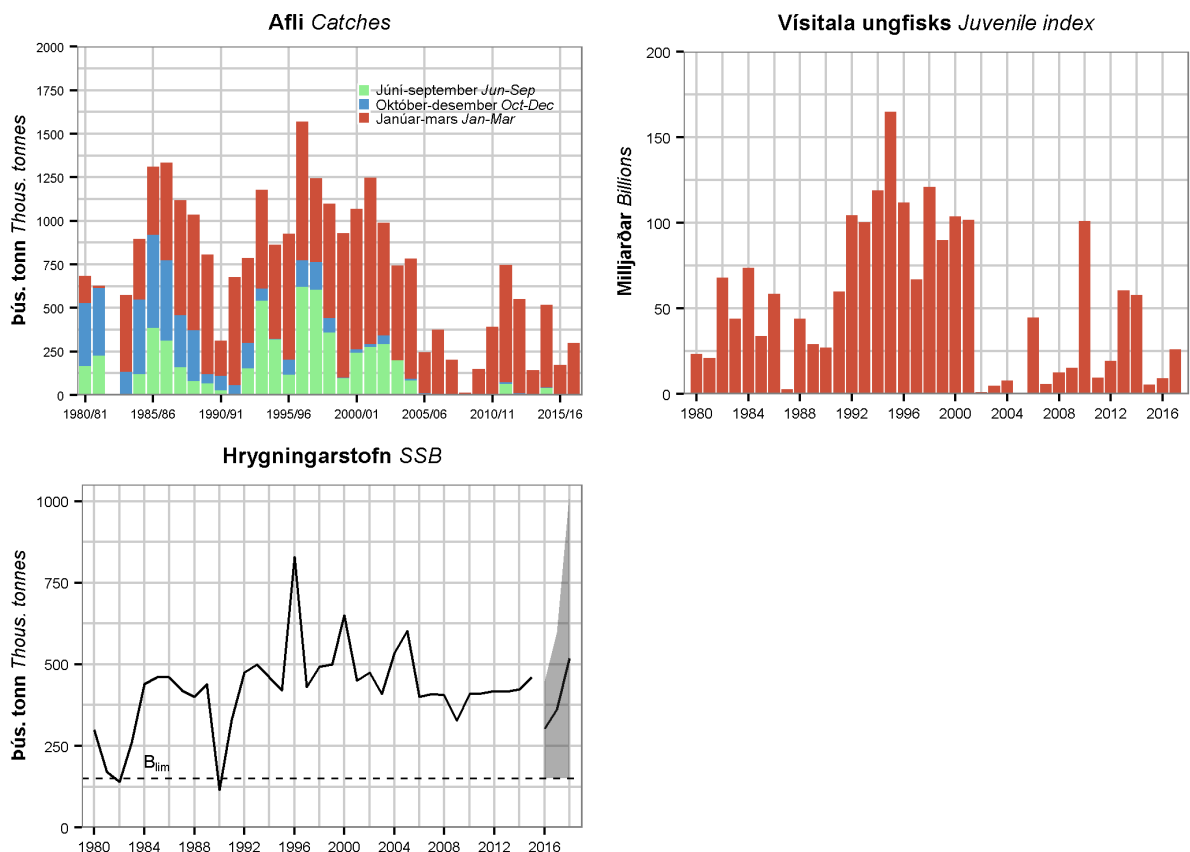 Afli Catches
Þús. tonn Thous. tonnes
2000
1750
1500
1250
1000
750
500
250
0
Júní-september Jun-Sep
Október-desember Oct-Dec
Janúar-mars Jan-Mar
1980/81 1985/86 1990/91 1995/96 2000/01 2005/06 2010/11 2015/16
Vísitala ungfisks Juvenile index
Milljarðar Billions
200
150
100
50
0
1980 1984 1988 1992 1996 2000 2004 2008 2012 2016
Hrygningarstofn SSB
Þús. tonn Thous. tonnes
1000
750
500
250
0
Blim
1980 1984 1988 1992 1996 2000 2004 2008 2012 2016